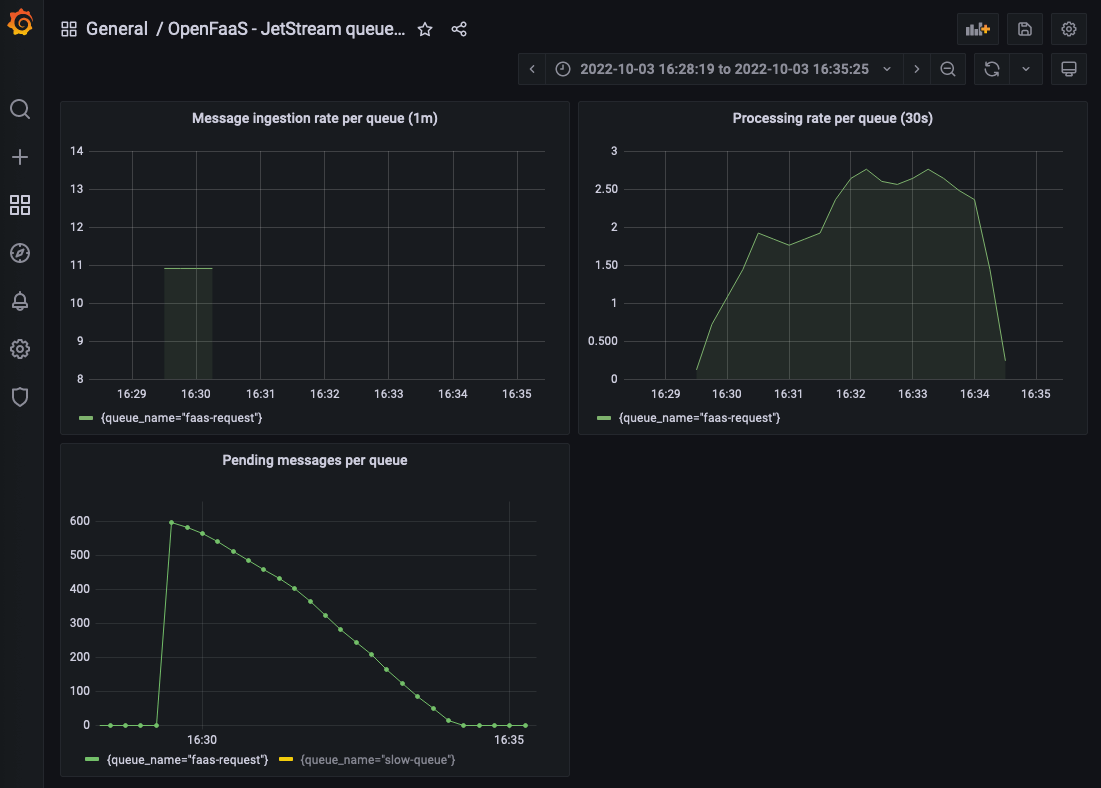 General / OpenFaaS - JetStream queue...
2022-10-03 16:28:19 to 2022-10-03 16:35:25
Message ingestion rate per queue (1m)
14
13
12
11
10
9
8
16:29 16:30 16:31 16:32 16:33 16:34 16:35
{queue_name="faas-request"}
Processing rate per queue (30s)
3
2.50
2
1.50
1
0.500
0
16:29 16:30 16:31 16:32 16:33 16:34 16:35
{queue_name="faas-request"}
Pending messages per queue
600
500
400
300
200
100
0
16:30 16:35
{queue_name="faas-request"} {queue_name="slow-queue"}